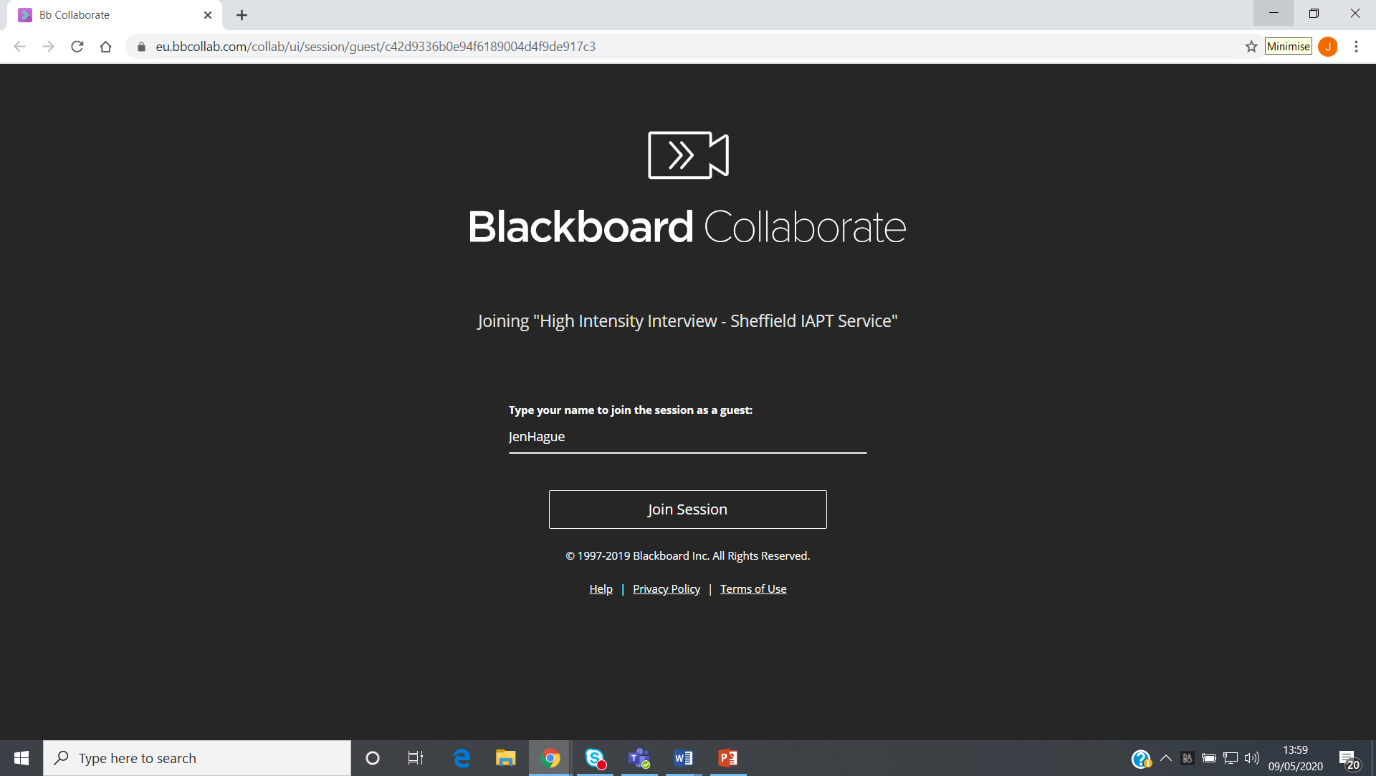 Bb Collaborate
eu.bbcollab.com/collab/ui/session/guest/c42d9336b0e94f6189004d4f9de917c3
Minimise
J
Blackboard Collaborate
Joining "High Intensity Interview - Sheffield IAPT Service"
Type your name to join the session as a guest:
JenHague
Join Session
© 1997-2019 Blackboard Inc. All Rights Reserved.
Help | Privacy Policy | Terms of Use
Type here to search
13:59
09/05/2020
20